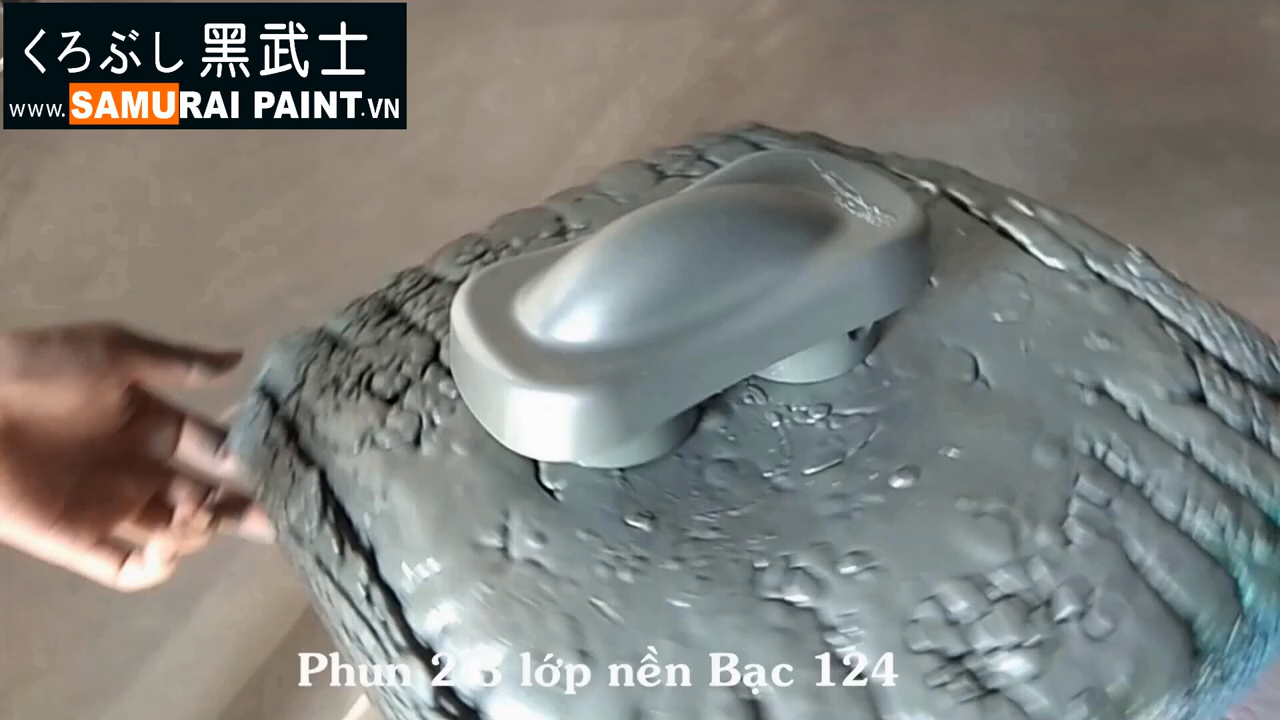 くろぶし 黑武士
www.SAMURAI PAINT.VN
Phun 2-3 lớp nền Bạc 124